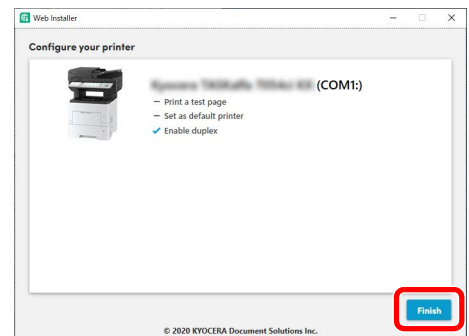 Web Installer
Configure your printer
(COM1:)
– Print a test page
– Set as default printer
✓ Enable duplex
Finish
© 2020 KYOCERA Document Solutions Inc.